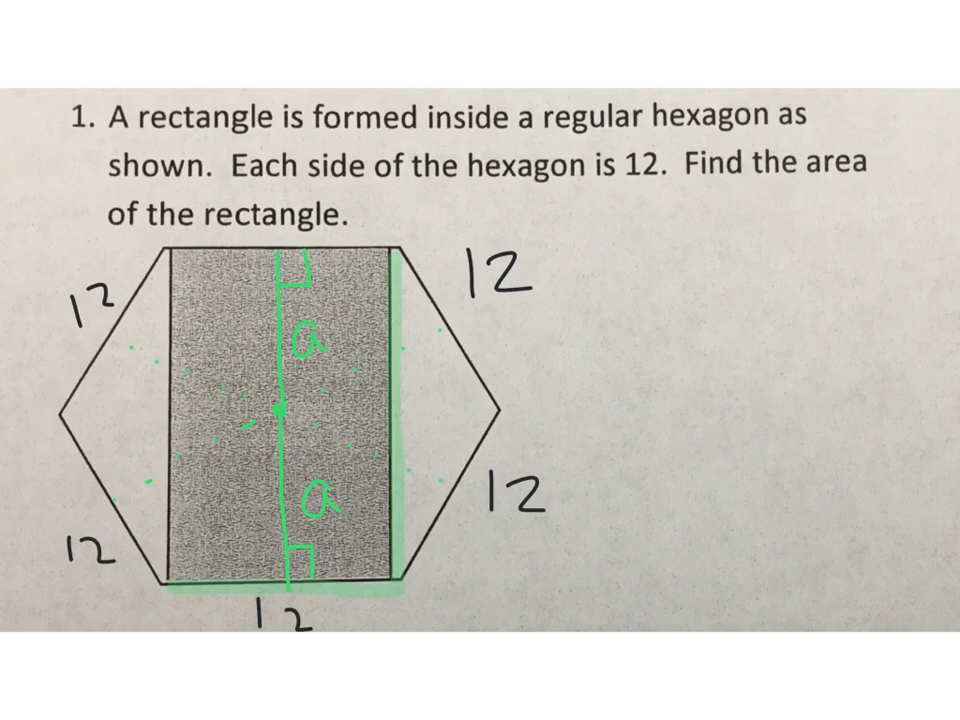 1. A rectangle is formed inside a regular hexagon as
shown. Each side of the hexagon is 12. Find the area
of the rectangle.
12
12
a
a
12
12
12